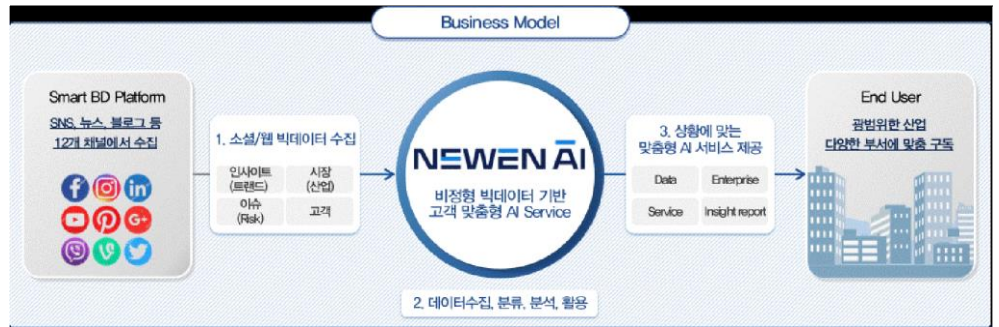 Business Model
Smart BD Platform
SNS, 뉴스, 블로그 등
12개 채널에서 수집
1. 소셜/웹 빅데이터 수집
인사이트
(트랜드)
시장
(산업)
이슈
(Risk)
고객
NEWEN AI
비정형 빅데이터 기반
고객 맞춤형 AI Service
2. 데이터수집, 분류, 분석, 활용
3. 상황에 맞는
맞춤형 AI 서비스 제공
Data
Enterprise
Service
Insight report
End User
광범위한 산업
다양한 부서에 맞춤 구독